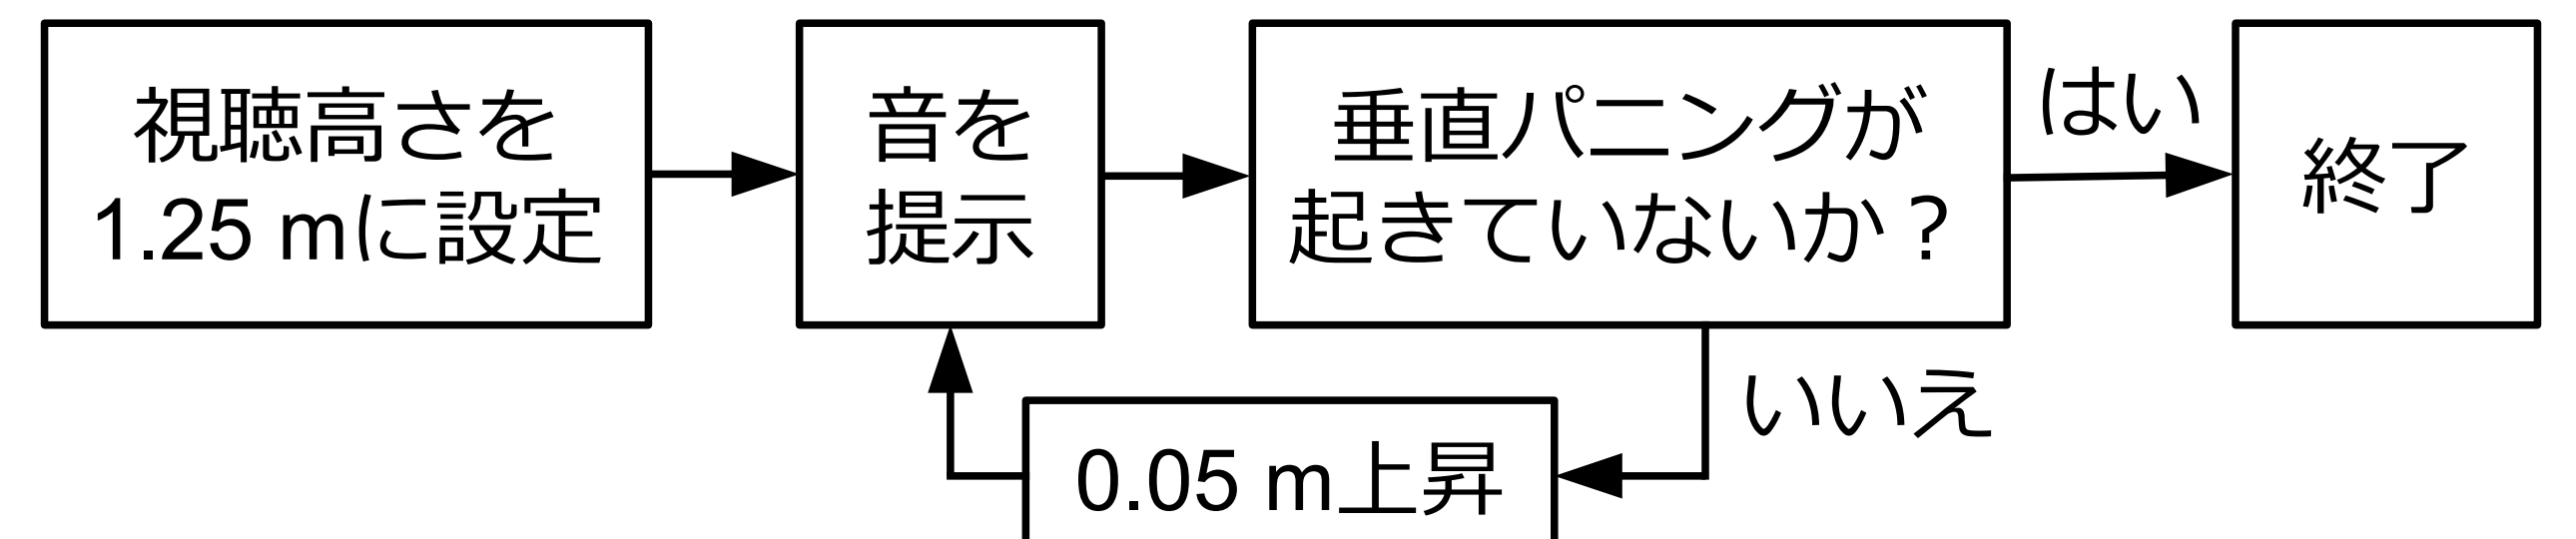 視聴高さを
1.25 mに設定
音を
提示
垂直パニングが
起きていないか？
はい
終了
いいえ
0.05 m上昇